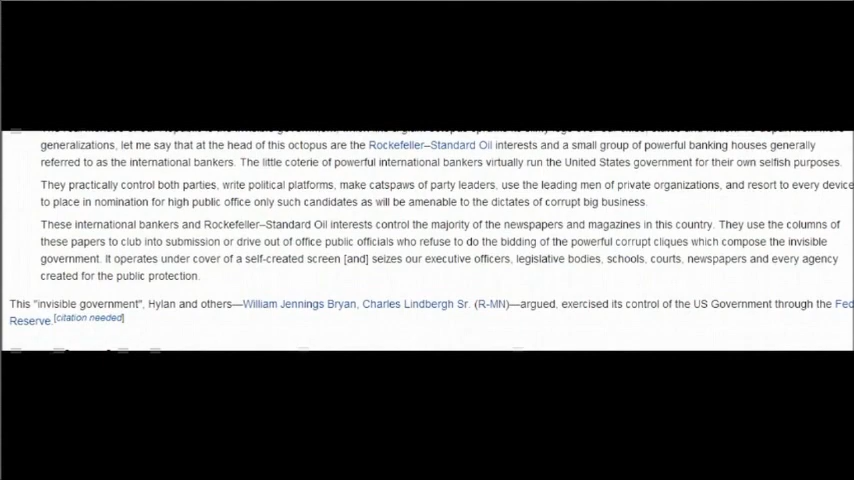 generalizations, let me say that at the head of this octopus are the Rockefeller–Standard Oil interests and a small group of powerful banking houses generally
referred to as the international bankers. The little coterie of powerful international bankers virtually run the United States government for their own selfish purposes.
They practically control both parties, write political platforms, make catspaws of party leaders, use the leading men of private organizations, and resort to every device
to place in nomination for high public office only such candidates as will be amenable to the dictates of corrupt big business.
These international bankers and Rockefeller–Standard Oil interests control the majority of the newspapers and magazines in this country. They use the columns of
these papers to club into submission or drive out of office public officials who refuse to do the bidding of the powerful corrupt cliques which compose the invisible
government. It operates under cover of a self-created screen [and] seizes our executive officers, legislative bodies, schools, courts, newspapers and every agency
created for the public protection.
This "invisible government", Hylan and others—William Jennings Bryan, Charles Lindbergh Sr. (R-MN)—argued, exercised its control of the US Government through the Fed
Reserve.[citation needed]